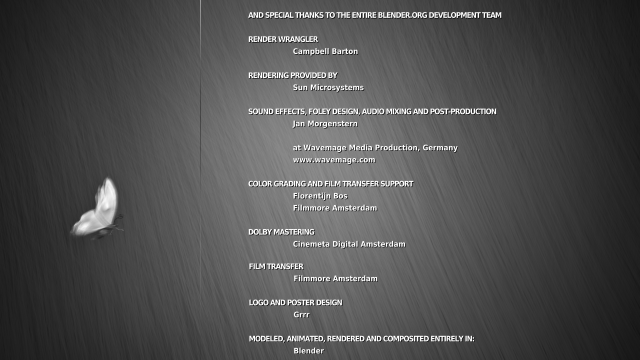 AND SPECIAL THANKS TO THE ENTIRE BLENDER.ORG DEVELOPMENT TEAM
RENDER WRANGLER
Campbell Barton
RENDERING PROVIDED BY
Sun Microsystems
SOUND EFFECTS, FOLEY DESIGN, AUDIO MIXING AND POST-PRODUCTION
Jan Morgenstern
at Wavemage Media Production, Germany
www.wavemage.com
COLOR GRADING AND FILM TRANSFER SUPPORT
Florentijn Bos
Filmmore Amsterdam
DOLBY MASTERING
Cinemeta Digital Amsterdam
FILM TRANSFER
Filmmore Amsterdam
LOGO AND POSTER DESIGN
Grrr
MODELED, ANIMATED, RENDERED AND COMPOSITED ENTIRELY IN:
Blender